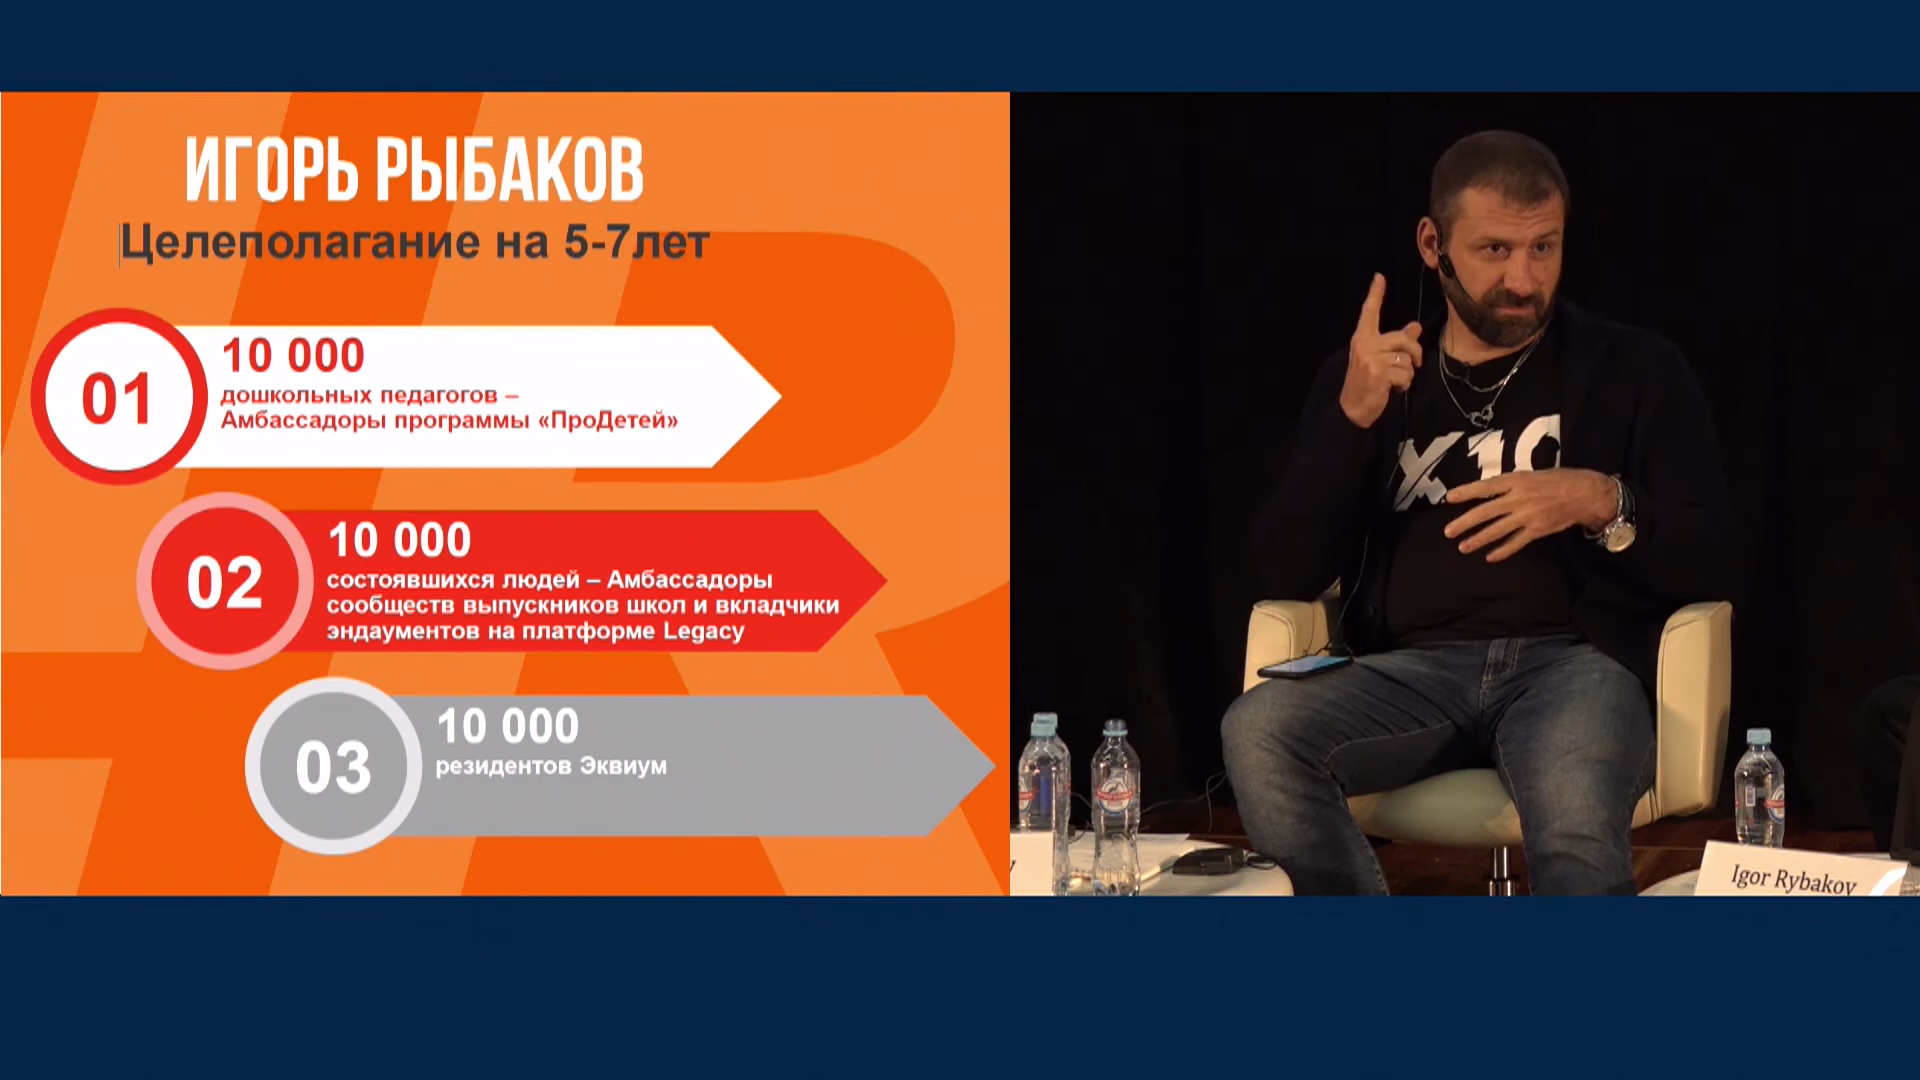 ИГОРЬ РЫБАКОВ
Целеполагание на 5-7лет
01
10 000
дошкольных педагогов –
Амбассадоры программы «ПроДетей»
02
10 000
состоявшихся людей – Амбассадоры
сообществ выпускников школ и вкладчики
эндаументов на платформе Legacy
03
10 000
резидентов Эквиум
X10
Igor Rybakov